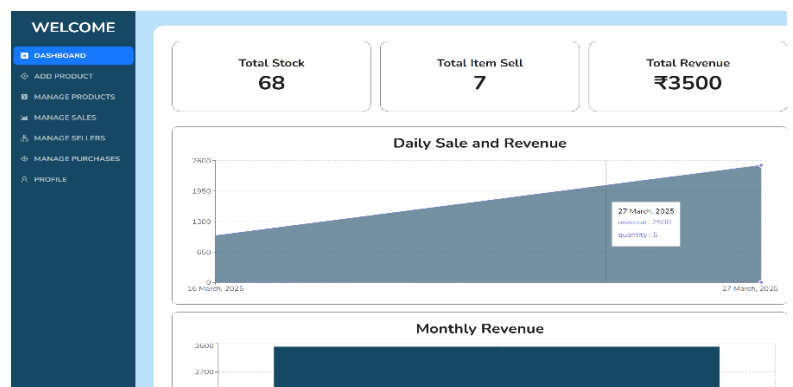 WELCOME
DASHBOARD
ADD PRODUCT
MANAGE PRODUCTS
MANAGE SALES
MANAGE SELLERS
MANAGE PURCHASES
PROFILE
Total Stock
68
Total Item Sell
7
Total Revenue
₹3500
Daily Sale and Revenue
2600
1950
1300
650
0
27 March, 2025
revenue : 2500
quantity : 5
16 March, 2025
27 March, 2025
Monthly Revenue
3600
2700